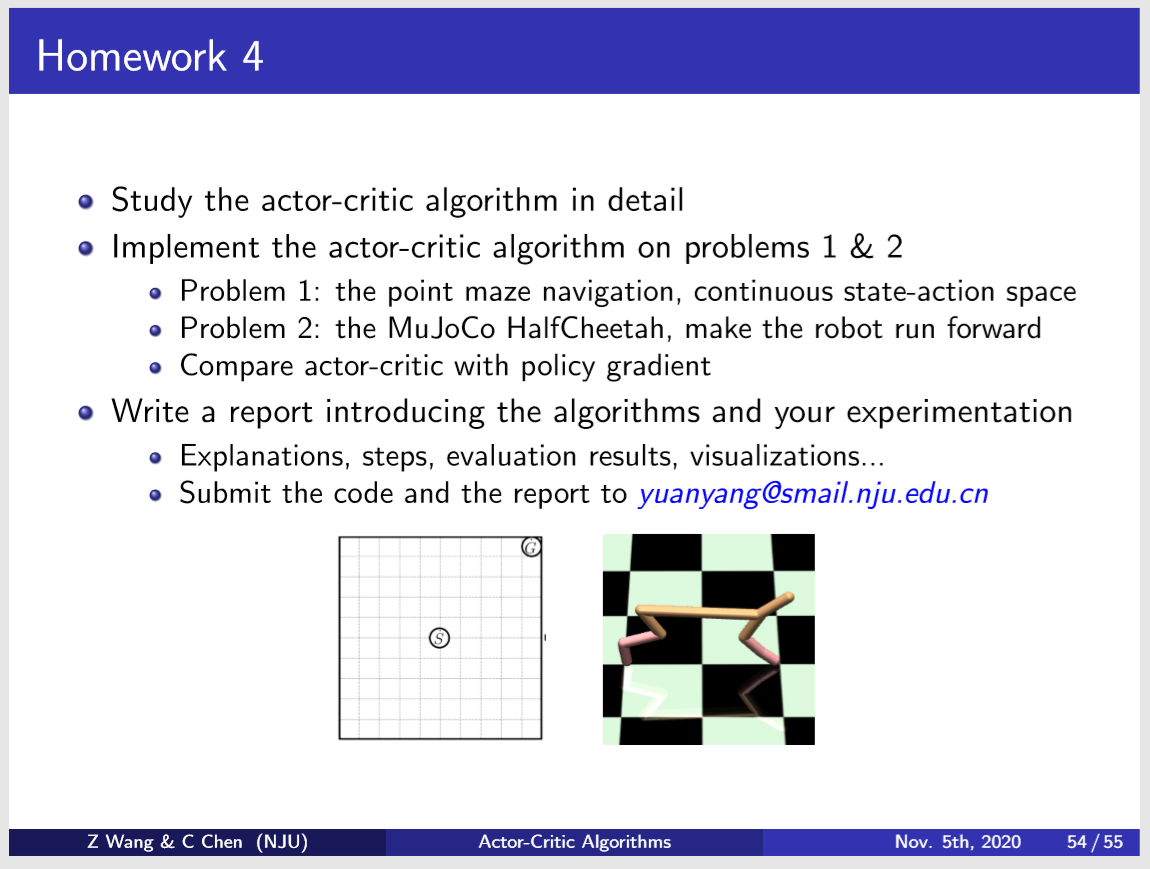 Homework 4
Study the actor-critic algorithm in detail
Implement the actor-critic algorithm on problems 1 & 2
Problem 1: the point maze navigation, continuous state-action space
Problem 2: the MuJoCo HalfCheetah, make the robot run forward
Compare actor-critic with policy gradient
Write a report introducing the algorithms and your experimentation
Explanations, steps, evaluation results, visualizations...
Submit the code and the report to yuanyang@smail.nju.edu.cn
G
S
Z Wang & C Chen (NJU) Actor-Critic Algorithms Nov. 5th, 2020 54 / 55